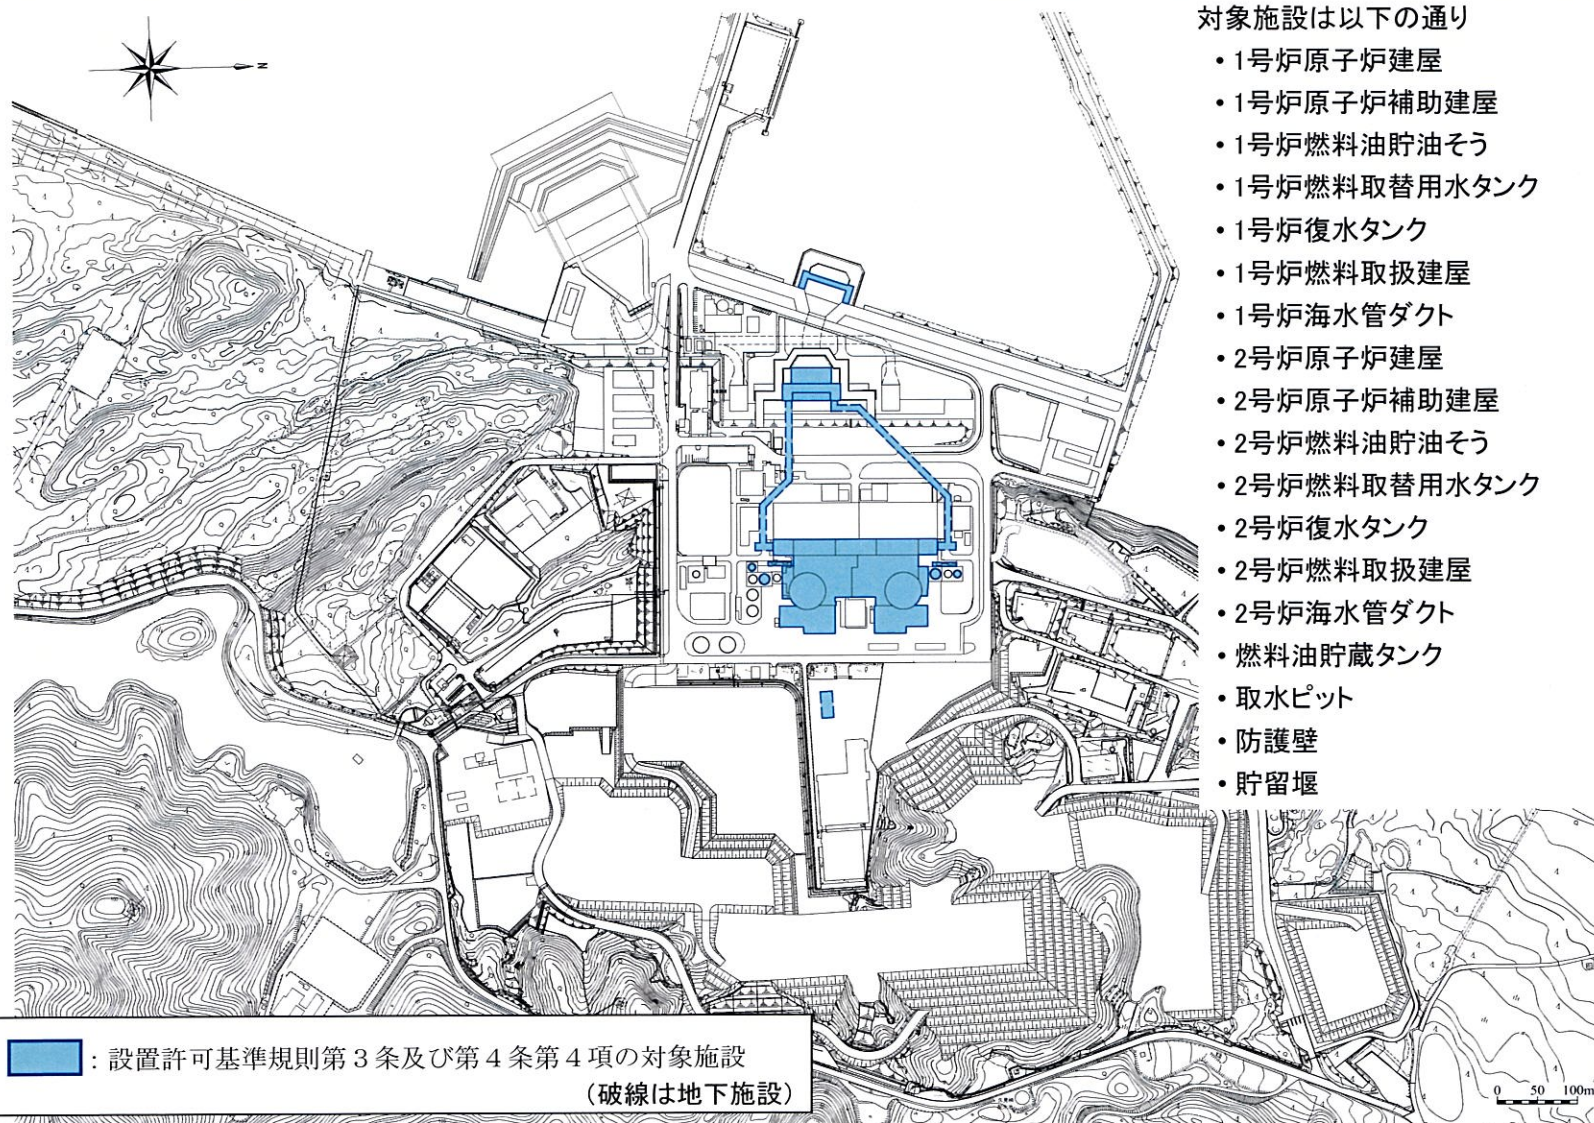 対象施設は以下の通り
・1号炉原子炉建屋
・1号炉原子炉補助建屋
・1号炉燃料油貯油そう
・1号炉燃料取替用水タンク
・1号炉復水タンク
・1号炉燃料取扱建屋
・1号炉海水管ダクト
・2号炉原子炉建屋
・2号炉原子炉補助建屋
・2号炉燃料油貯油そう
・2号炉燃料取替用水タンク
・2号炉復水タンク
・2号炉燃料取扱建屋
・2号炉海水管ダクト
・燃料油貯蔵タンク
・取水ピット
・防護壁
・貯留堰
N
:設置許可基準規則第3条及び第4条第4項の対象施設
(破線は地下施設)
0 50 100m